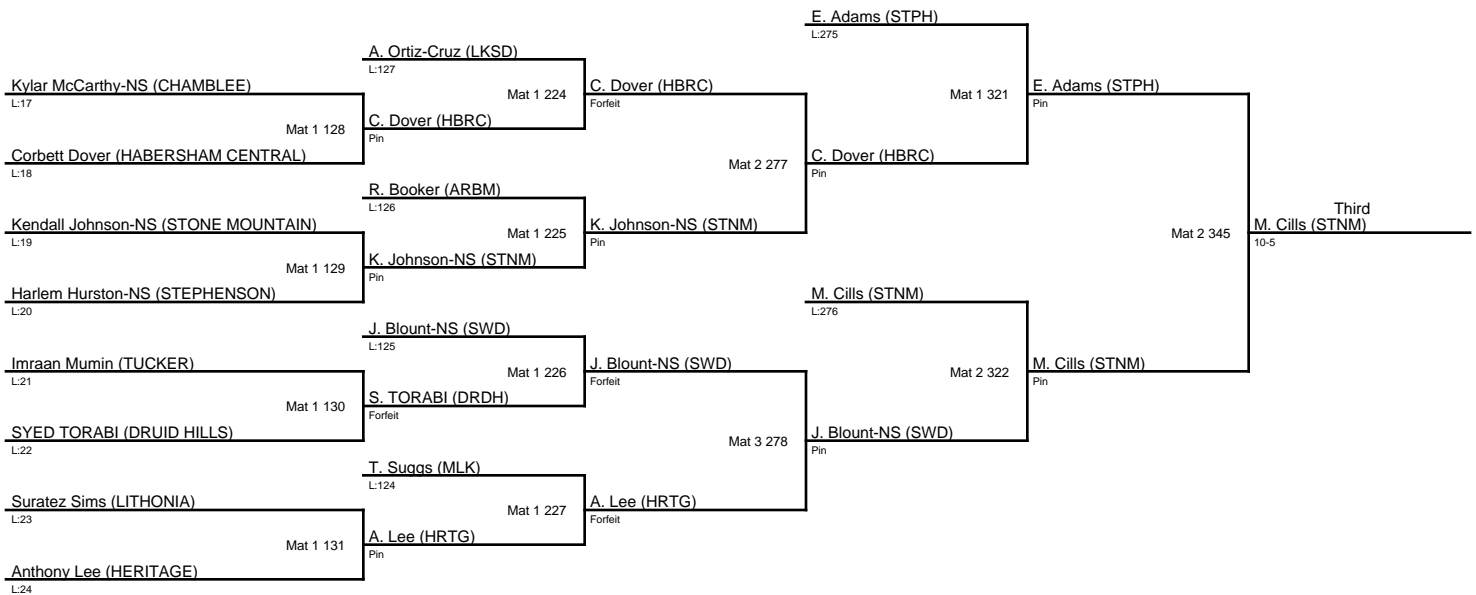 E. Adams (STPH)
L:275
A. Ortiz-Cruz (LKSD)
L:127
Kylar McCarthy-NS (CHAMBLEE)
L:17
Mat 1 224
C. Dover (HBRC)
Forfeit
Mat 1 321
E. Adams (STPH)
Pin
Mat 1 128
C. Dover (HBRC)
Pin
Corbett Dover (HABERSHAM CENTRAL)
L:18
Mat 2 277
C. Dover (HBRC)
Pin
R. Booker (ARBM)
L:126
Kendall Johnson-NS (STONE MOUNTAIN)
L:19
Mat 1 225
K. Johnson-NS (STNM)
Pin
Mat 2 345
Third
M. Cills (STNM)
10-5
Mat 1 129
K. Johnson-NS (STNM)
Pin
Harlem Hurston-NS (STEPHENSON)
L:20
M. Cills (STNM)
L:276
J. Blount-NS (SWD)
L:125
Imraan Mumin (TUCKER)
L:21
Mat 1 226
J. Blount-NS (SWD)
Forfeit
Mat 2 322
M. Cills (STNM)
Pin
Mat 1 130
S. TORABI (DRDH)
Forfeit
SYED TORABI (DRUID HILLS)
L:22
Mat 3 278
J. Blount-NS (SWD)
Pin
T. Suggs (MLK)
L:124
Suratez Sims (LITHONIA)
L:23
Mat 1 227
A. Lee (HRTG)
Forfeit
Mat 1 131
A. Lee (HRTG)
Pin
Anthony Lee (HERITAGE)
L:24